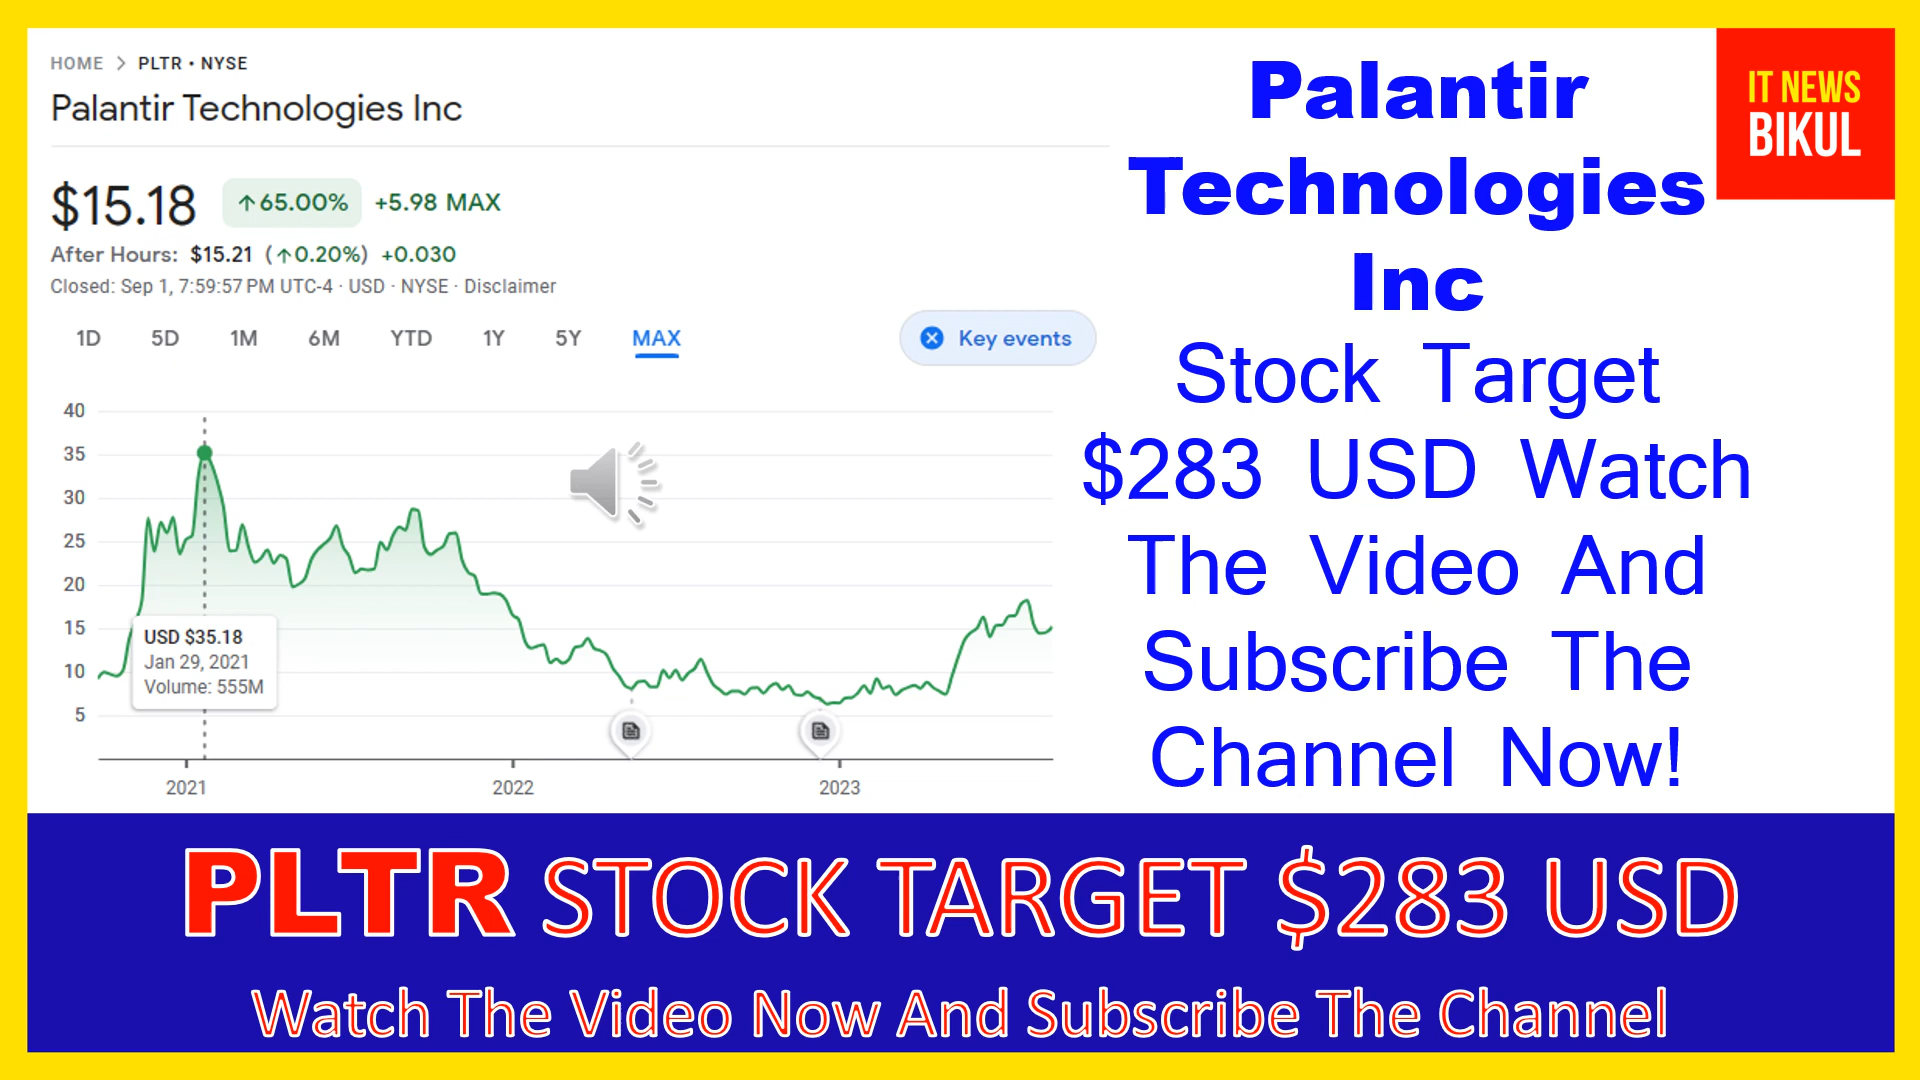 HOME > PLTR • NYSE
Palantir Technologies Inc
$15.18 ↑65.00% +5.98 MAX
After Hours: $15.21 (↑0.20%) +0.030
Closed: Sep 1, 7:59:57 PM UTC-4 · USD · NYSE · Disclaimer
1D 5D 1M 6M YTD 1Y 5Y MAX
Key events
40
35
30
25
20
15
10
5
USD $35.18
Jan 29, 2021
Volume: 555M
2021 2022 2023
Palantir
Technologies
Inc
Stock Target
$283 USD Watch
The Video And
Subscribe The
Channel Now!
IT NEWS
BIKUL
PLTR STOCK TARGET $283 USD
Watch The Video Now And Subscribe The Channel